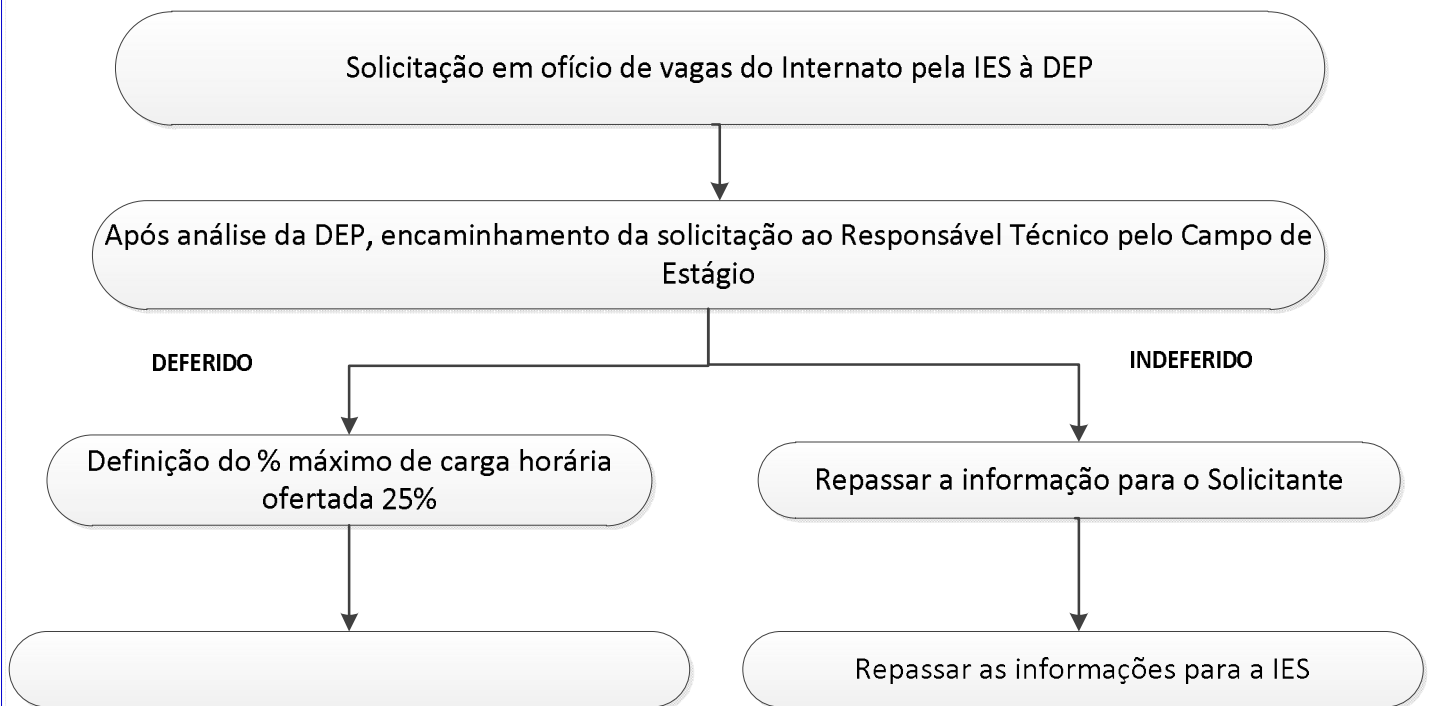 Solicitação em ofício de vagas do Internato pela IES à DEP
Após análise da DEP, encaminhamento da solicitação ao Responsável Técnico pelo Campo de
Estágio
DEFERIDO
INDEFERIDO
Definição do % máximo de carga horária
ofertada 25%
Repassar a informação para o Solicitante
Repassar as informações para a IES